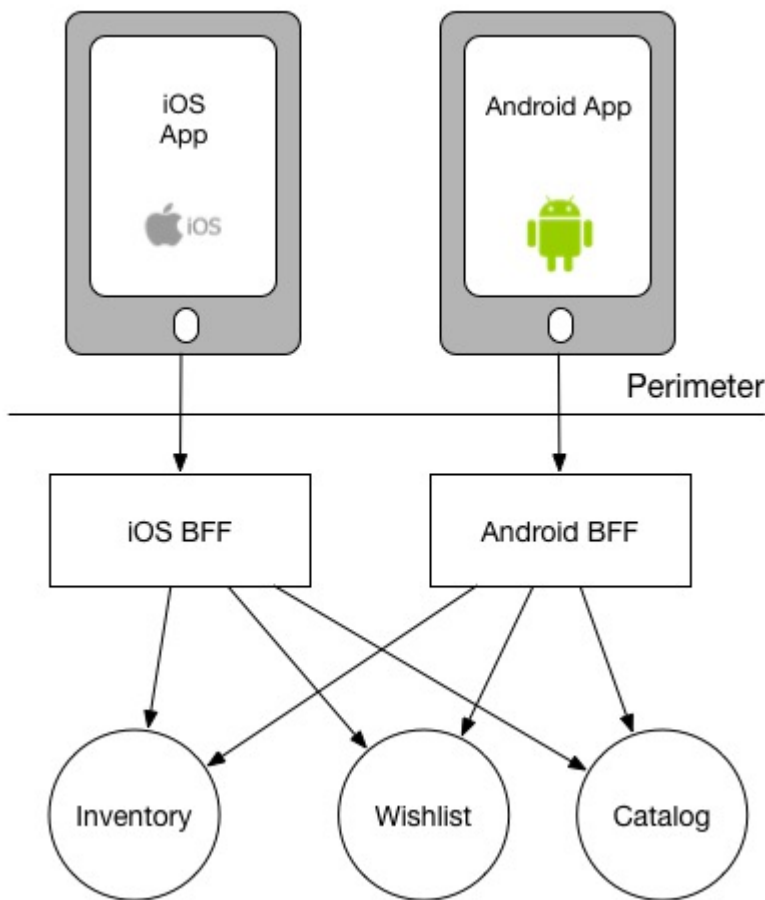 iOS
App
iOS
Android App
Perimeter
iOS BFF
Android BFF
Inventory
Wishlist
Catalog